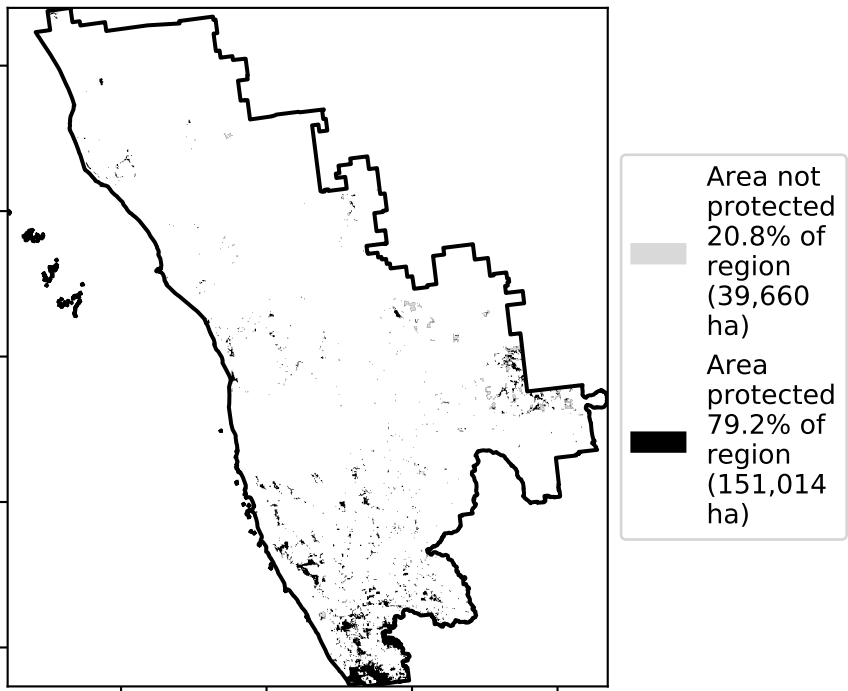 Area not
protected
20.8% of
region
(39,660
ha)
Area
protected
79.2% of
region
(151,014
ha)